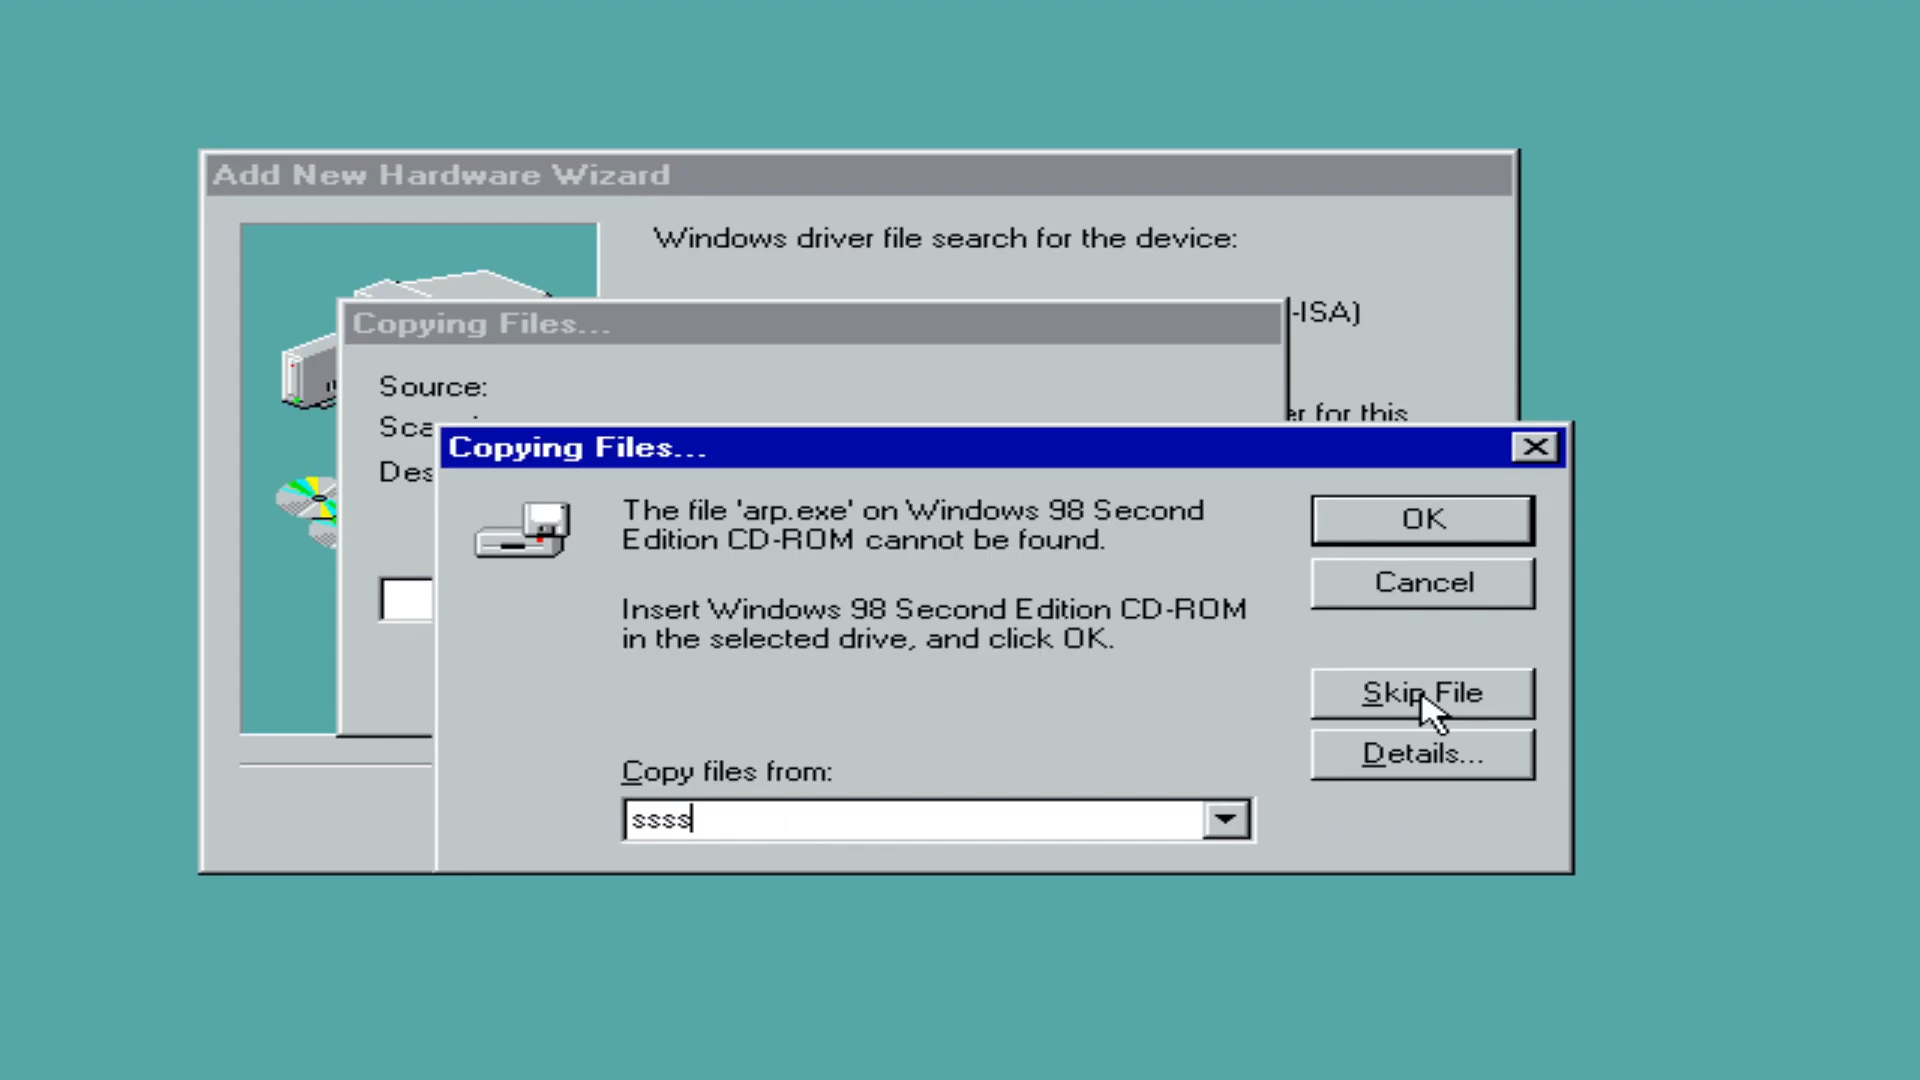 Add New Hardware Wizard
Windows driver file search for the device:
-ISA)
Copying Files...
Source:
er for this
Copying Files...
The file 'arp.exe' on Windows 98 Second
Edition CD-ROM cannot be found.
OK
Cancel
Insert Windows 98 Second Edition CD-ROM
in the selected drive, and click OK.
Skip File
Details...
Copy files from:
ssss